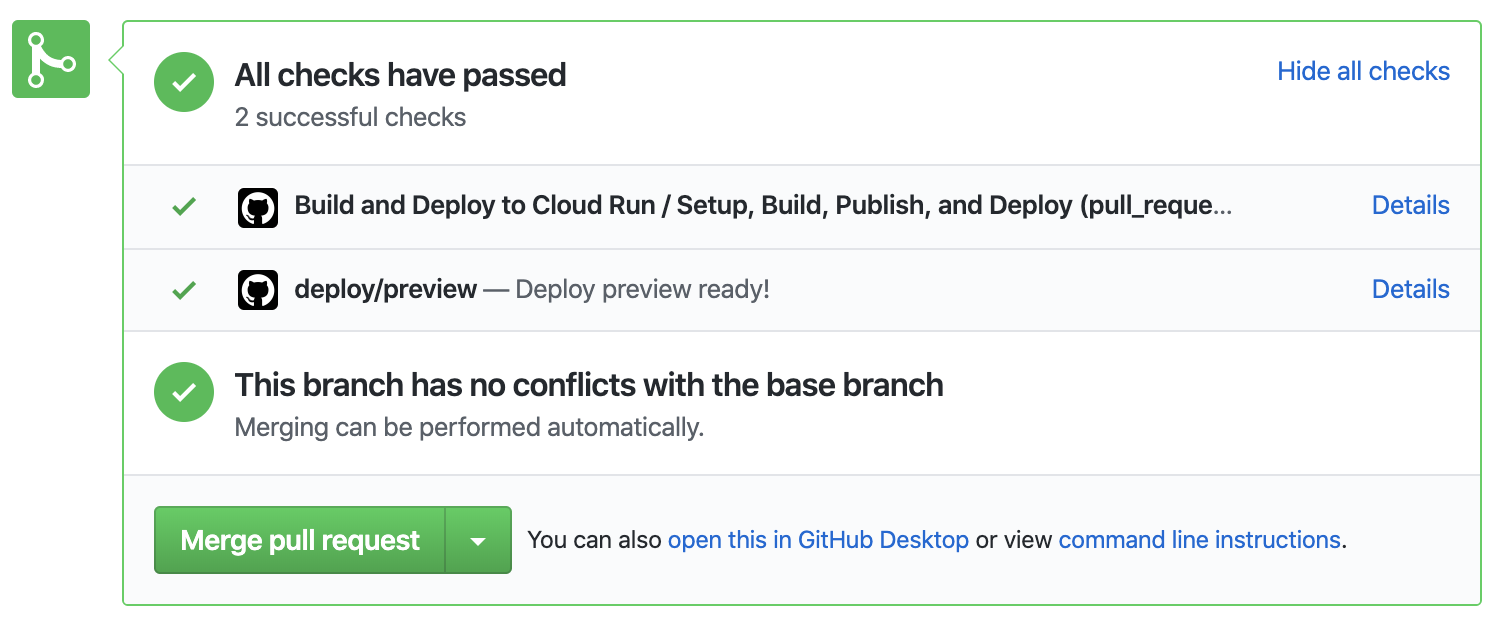 All checks have passed
Hide all checks
2 successful checks
Build and Deploy to Cloud Run / Setup, Build, Publish, and Deploy (pull_reque...
Details
deploy/preview — Deploy preview ready!
Details
This branch has no conflicts with the base branch
Merging can be performed automatically.
Merge pull request
You can also open this in GitHub Desktop or view command line instructions.